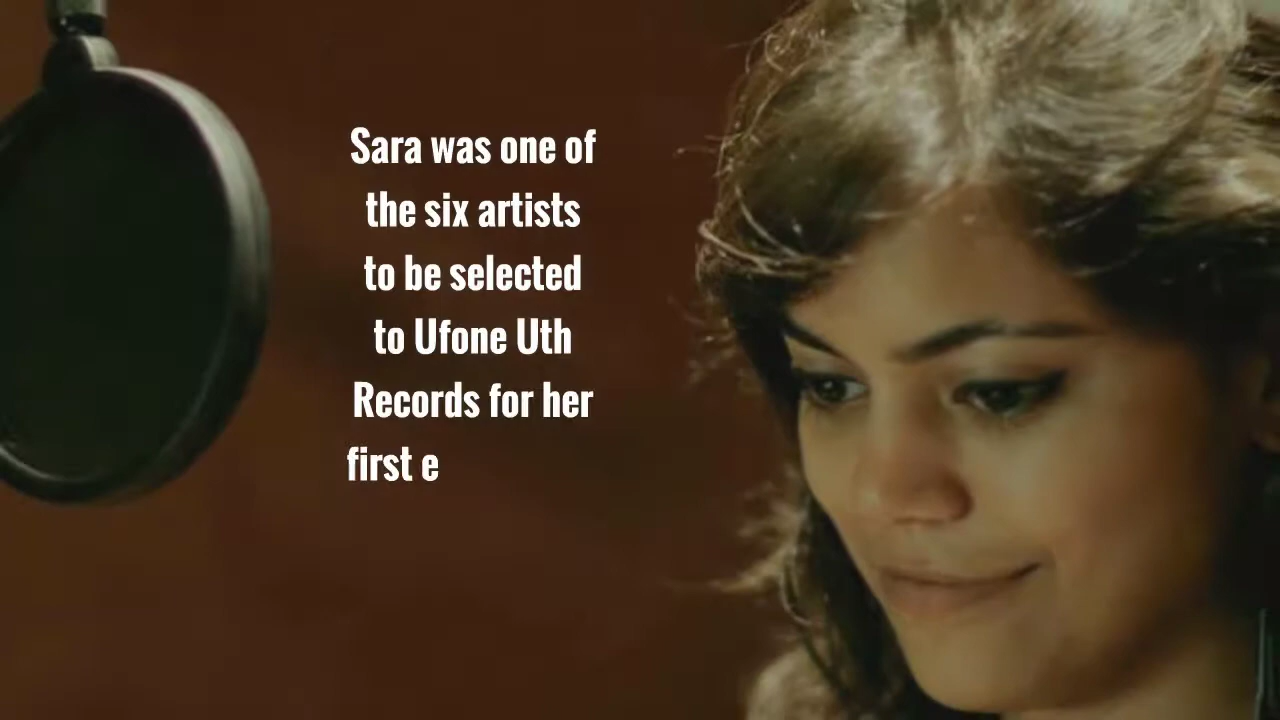 Sara was one of
the six artists
to be selected
to Ufone Uth
Records for her
first e